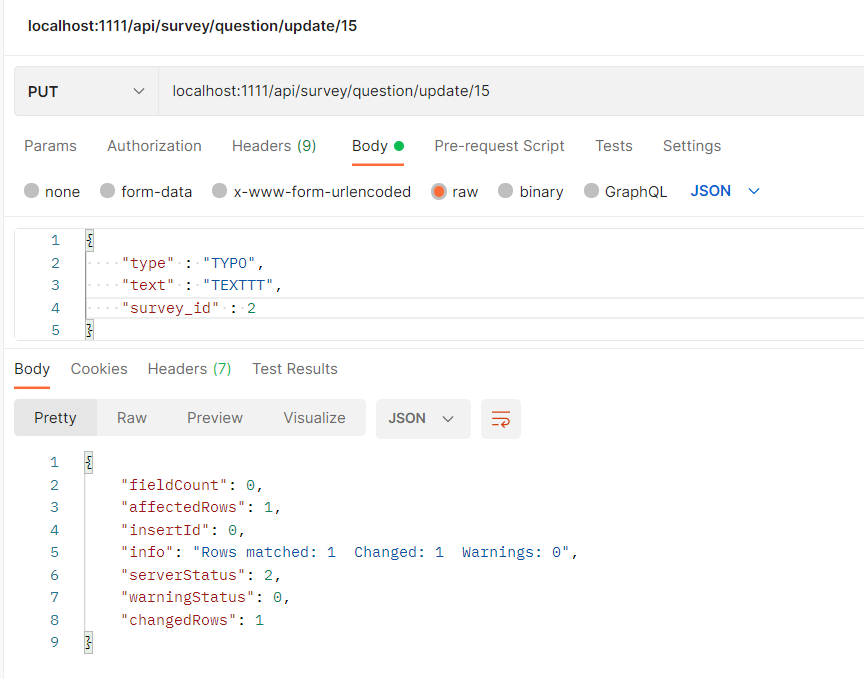 localhost:1111/api/survey/question/update/15
PUT localhost:1111/api/survey/question/update/15
Params Authorization Headers (9) Body Pre-request Script Tests Settings
none form-data x-www-form-urlencoded raw binary GraphQL JSON
1 {
2 ····"type"·:·"TYPO",
3 ····"text"·:·"TEXTTT",
4 ····"survey_id"·:·2
5 }
Body Cookies Headers (7) Test Results
Pretty Raw Preview Visualize JSON
1 {
2 "fieldCount": 0,
3 "affectedRows": 1,
4 "insertId": 0,
5 "info": "Rows matched: 1  Changed: 1  Warnings: 0",
6 "serverStatus": 2,
7 "warningStatus": 0,
8 "changedRows": 1
9 }